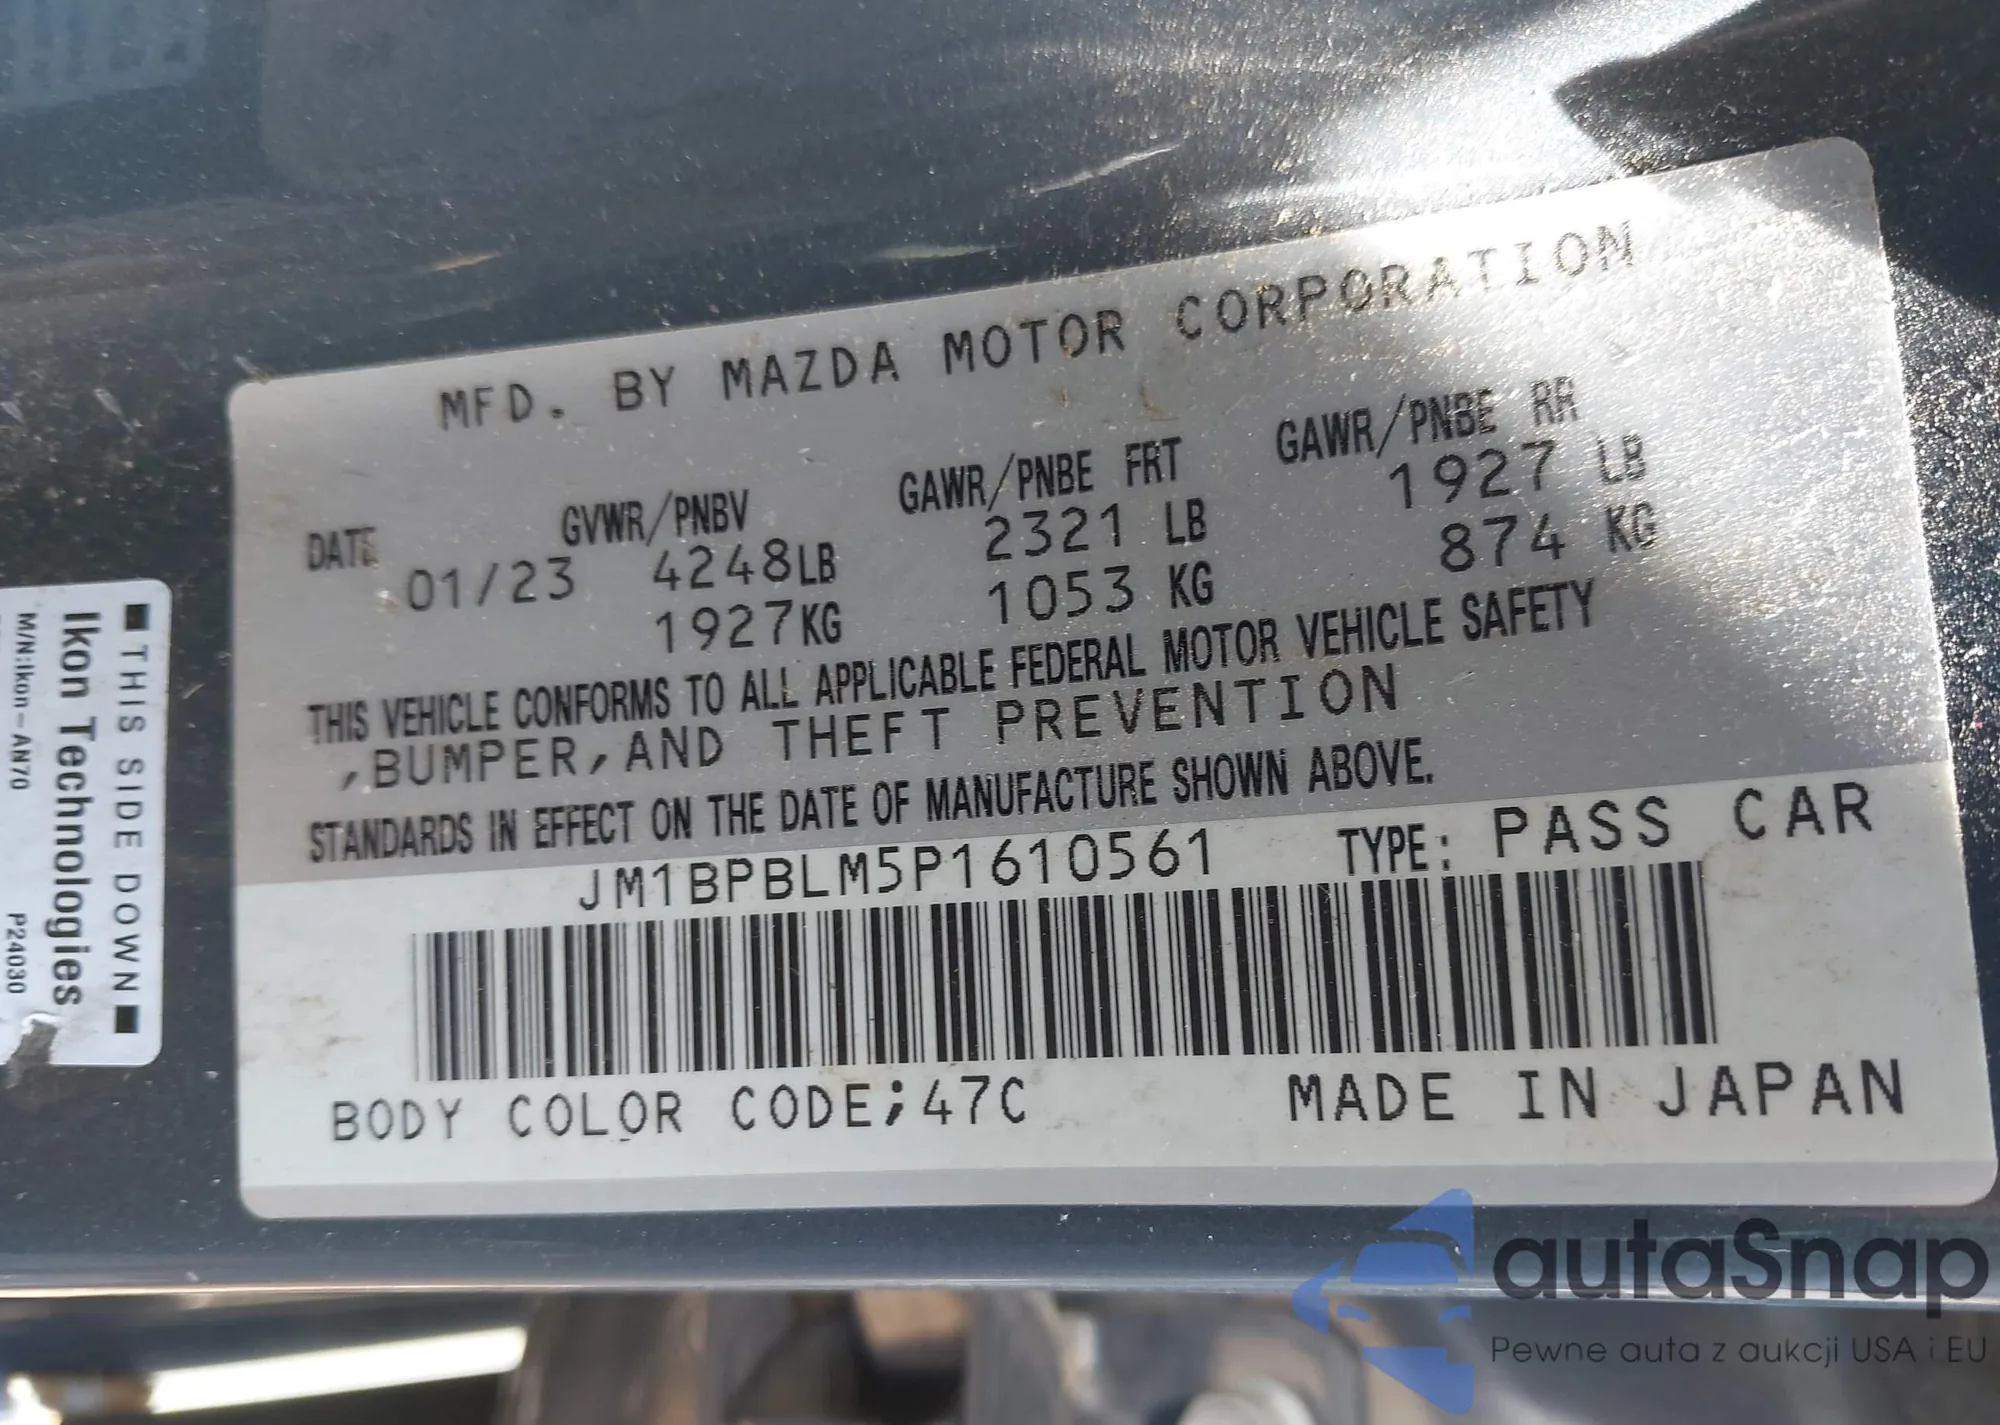 MFD. BY MAZDA MOTOR CORPORATION
DATE GVWR/PNBV GAWR/PNBE FRT GAWR/PNBE RR
01/23 4248LB 2321 LB 1927 LB
1927KG 1053 KG 874 KG
THIS VEHICLE CONFORMS TO ALL APPLICABLE FEDERAL MOTOR VEHICLE SAFETY
,BUMPER,AND THEFT PREVENTION
STANDARDS IN EFFECT ON THE DATE OF MANUFACTURE SHOWN ABOVE.
JM1BPBLM5P1610561 TYPE: PASS CAR
BODY COLOR CODE;47C MADE IN JAPAN
■ THIS SIDE DOWN ■
Ikon Technologies
M/N:Ikon-AN70 P24030
autaSnap
Pewne auta z aukcji USA i EU